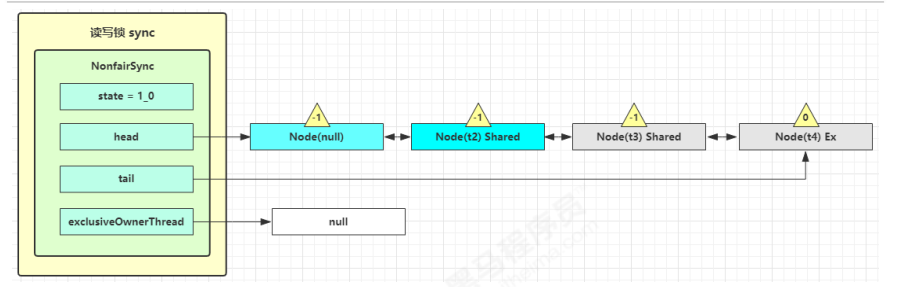 读写锁 sync
NonfairSync
state = 1_0
head
tail
exclusiveOwnerThread
-1
Node(null)
-1
Node(t2) Shared
-1
Node(t3) Shared
0
Node(t4) Ex
null
黑马程序员